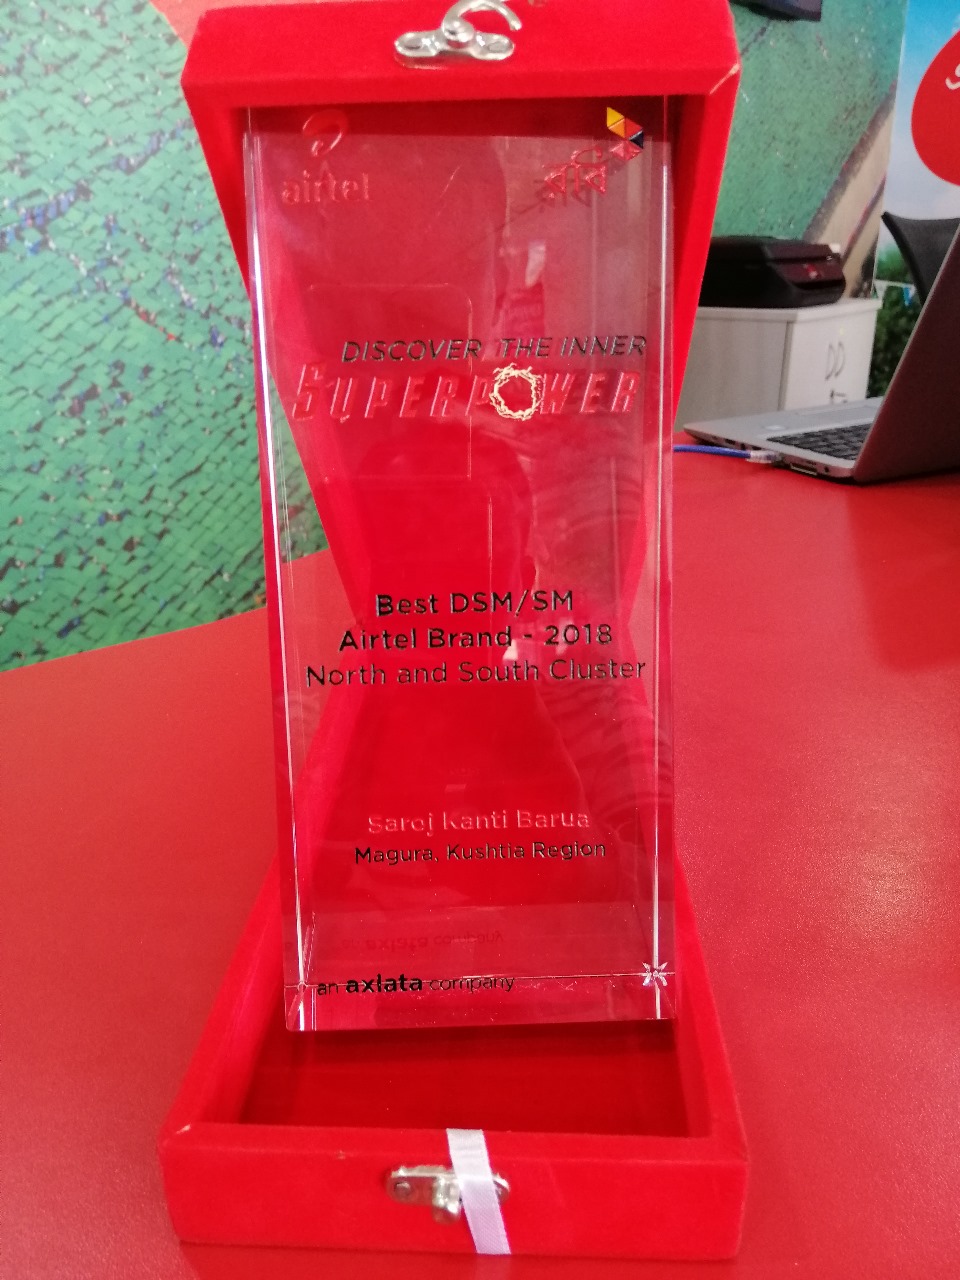 airtel
রবি
DISCOVER THE INNER
SUPERPOWER
Best DSM/SM
Airtel Brand - 2018
North and South Cluster
Saroj Kanti Barua
Magura, Kushtia Region
an axiata company